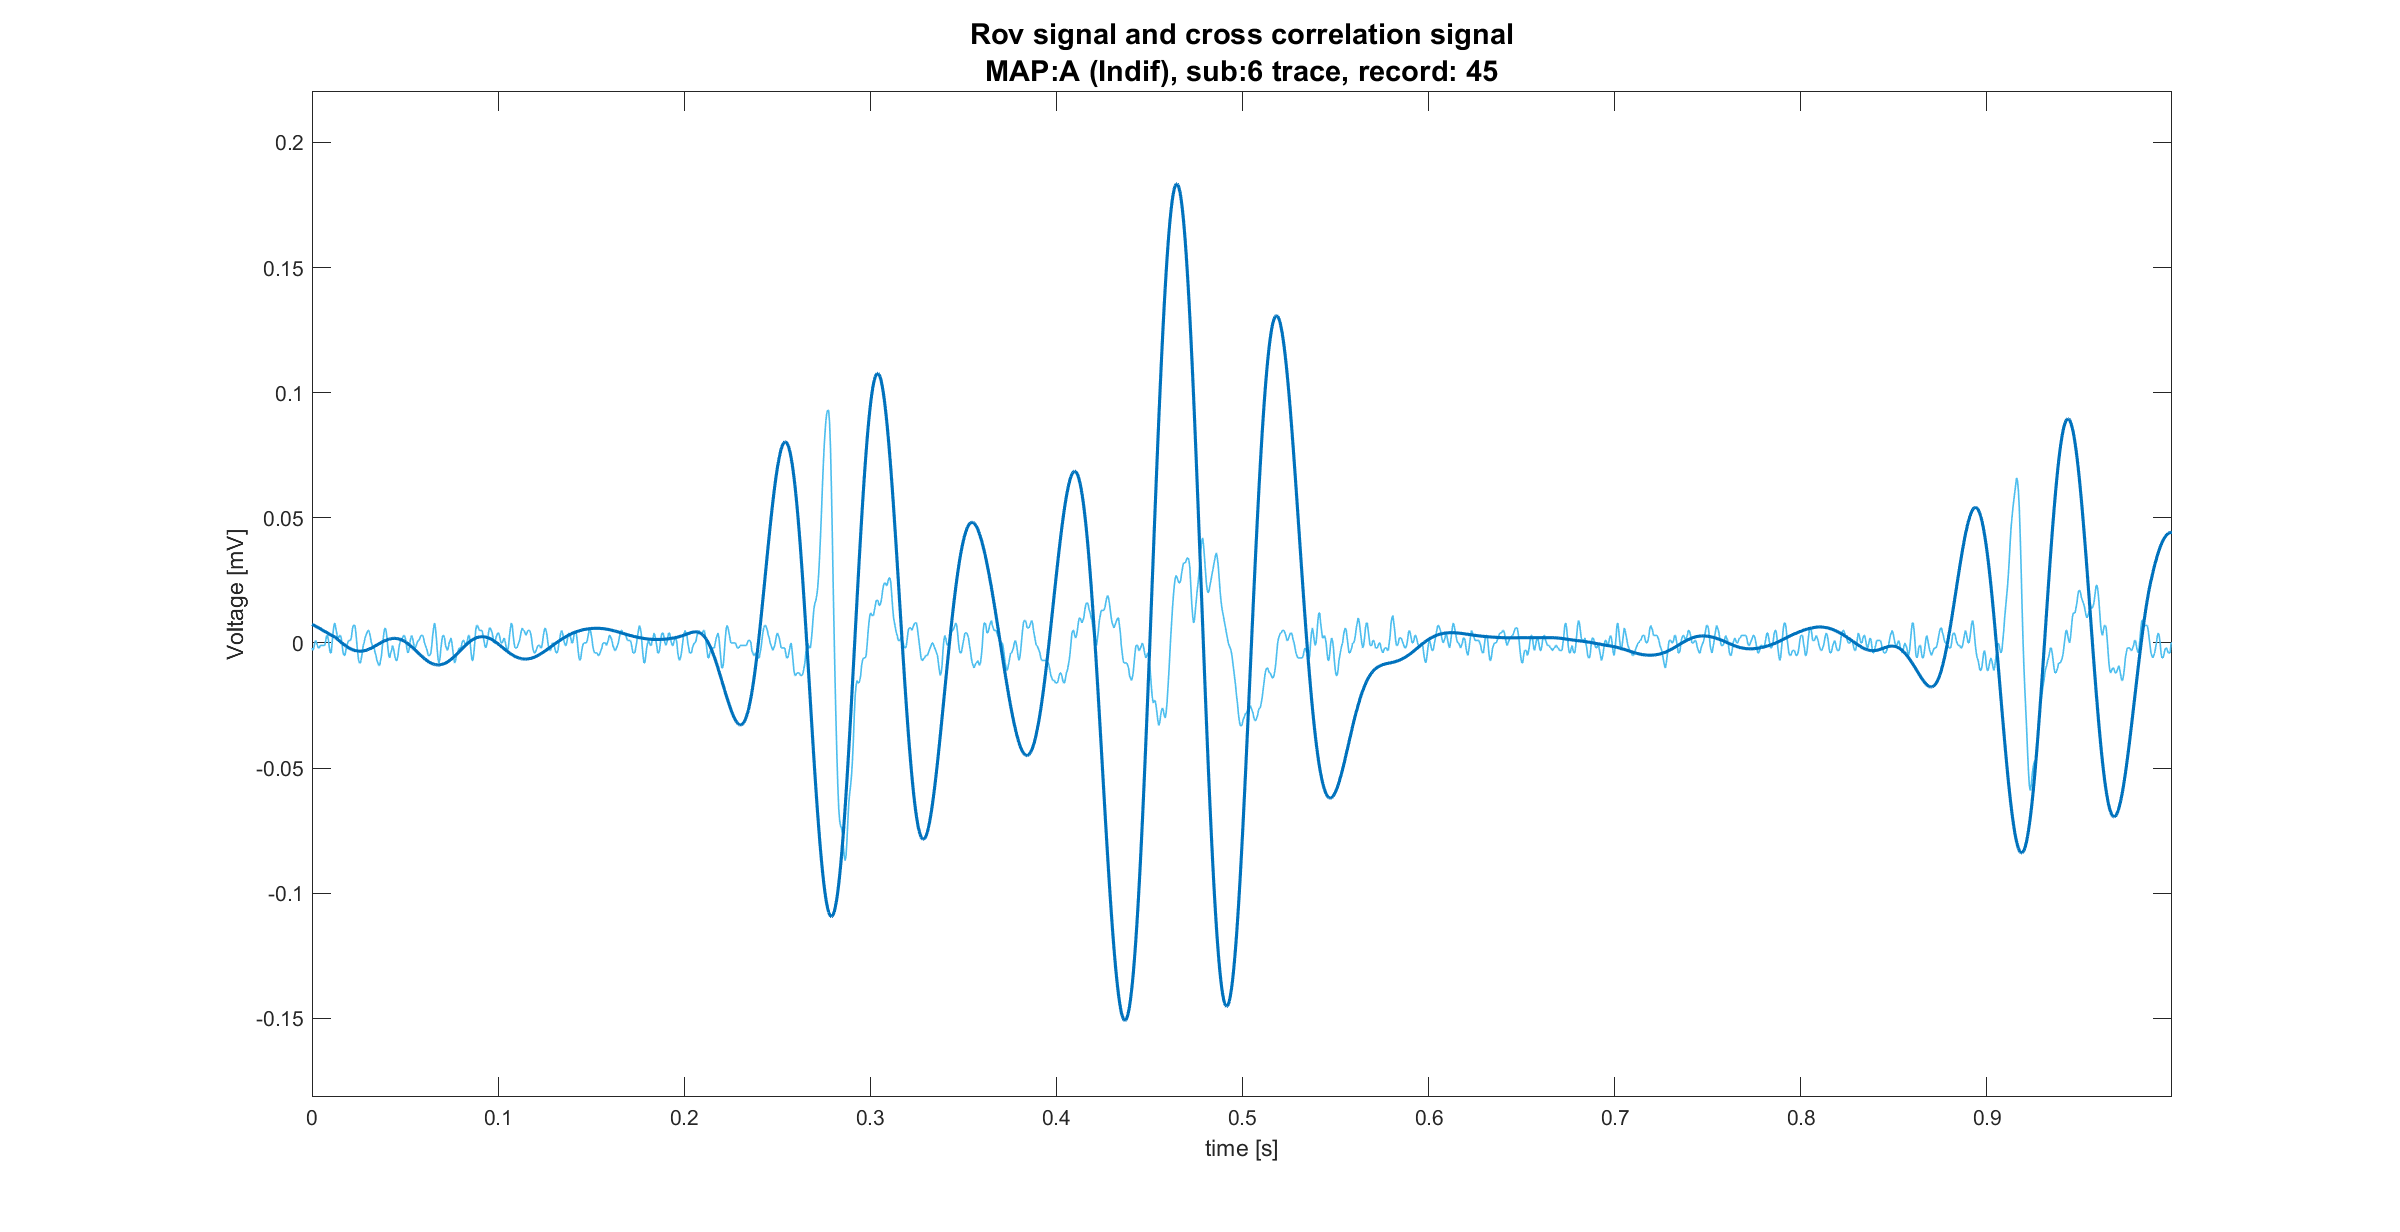 Rov signal and cross correlation signal
MAP:A (Indif), sub:6 trace, record: 45
0.2
0.15
0.1
0.05
0
-0.05
-0.1
-0.15
Voltage [mV]
0 0.1 0.2 0.3 0.4 0.5 0.6 0.7 0.8 0.9
time [s]